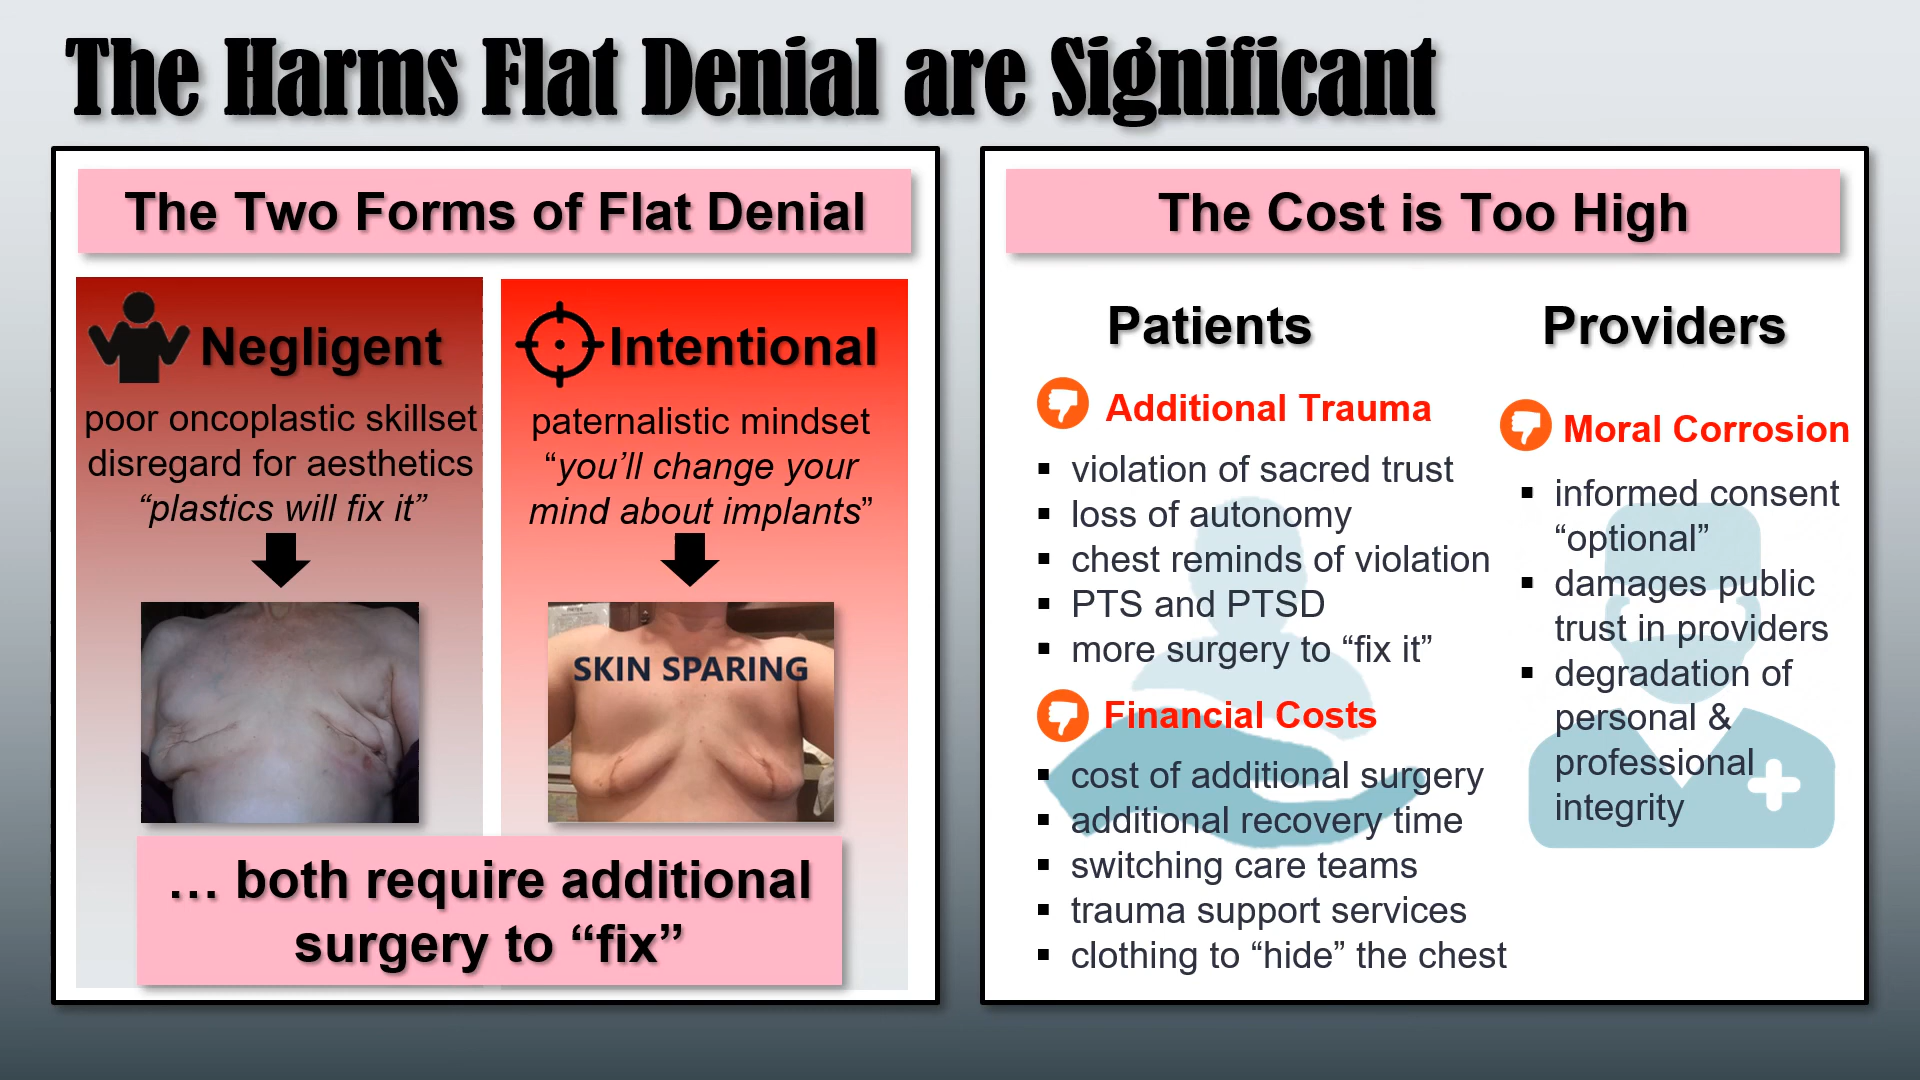 The Harms Flat Denial are Significant
The Two Forms of Flat Denial
Negligent
poor oncoplastic skillset
disregard for aesthetics
“plastics will fix it”
Intentional
paternalistic mindset
“you’ll change your
mind about implants”
SKIN SPARING
… both require additional
surgery to “fix”
The Cost is Too High
Patients
Additional Trauma
▪ violation of sacred trust
▪ loss of autonomy
▪ chest reminds of violation
▪ PTS and PTSD
▪ more surgery to “fix it”
Financial Costs
▪ cost of additional surgery
▪ additional recovery time
▪ switching care teams
▪ trauma support services
▪ clothing to “hide” the chest
Providers
Moral Corrosion
▪ informed consent
“optional”
▪ damages public
trust in providers
▪ degradation of
personal &
professional
integrity